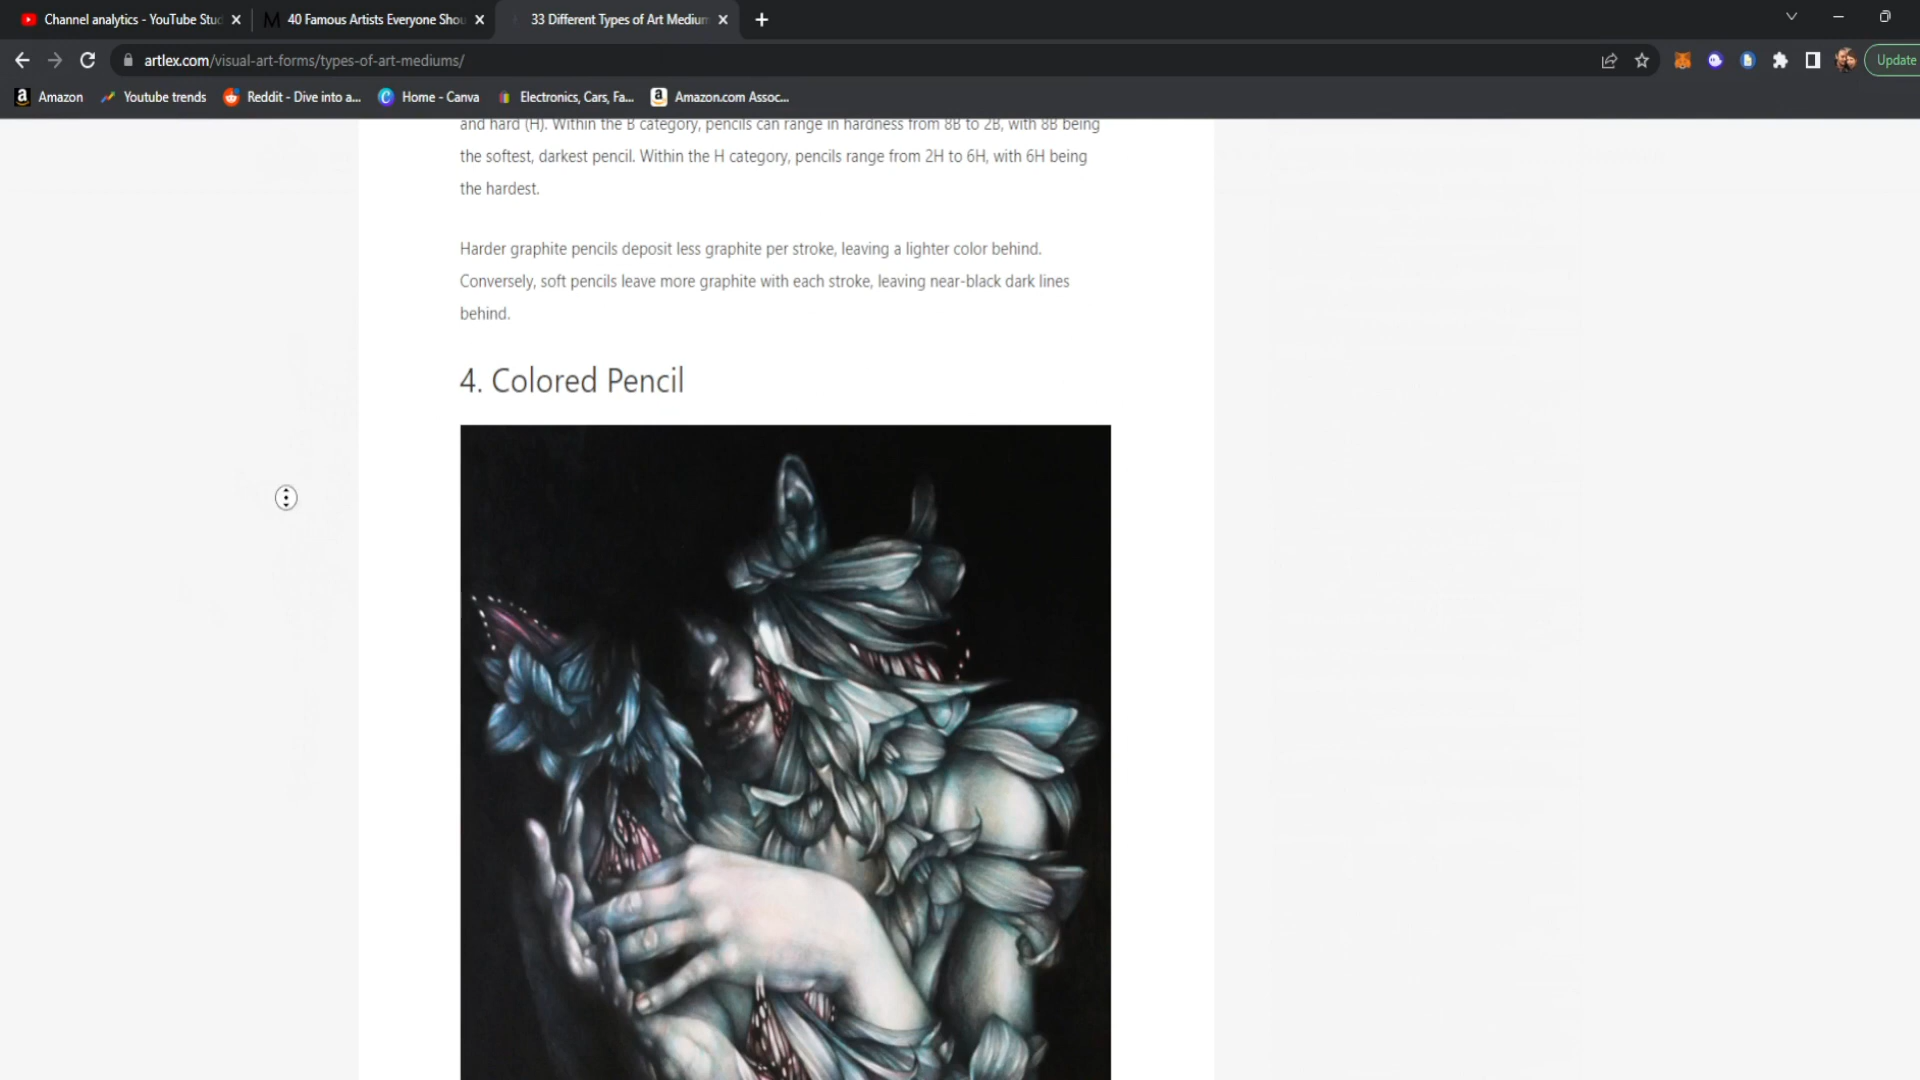 Channel analytics - YouTube Stud
40 Famous Artists Everyone Shou
33 Different Types of Art Medium
artlex.com/visual-art-forms/types-of-art-mediums/
Update
Amazon
Youtube trends
Reddit - Dive into a...
Home - Canva
Electronics, Cars, Fa...
Amazon.com Assoc...
and hard (H). Within the B category, pencils can range in hardness from 8B to 2B, with 8B being
the softest, darkest pencil. Within the H category, pencils range from 2H to 6H, with 6H being
the hardest.
Harder graphite pencils deposit less graphite per stroke, leaving a lighter color behind.
Conversely, soft pencils leave more graphite with each stroke, leaving near-black dark lines
behind.
4. Colored Pencil